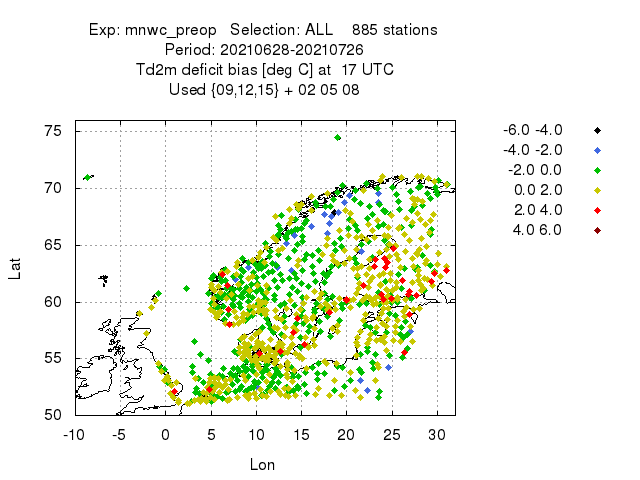 Exp: mnwc_preop Selection: ALL 885 stations
Period: 20210628-20210726
Td2m deficit bias [deg C] at 17 UTC
Used {09,12,15} + 02 05 08
-6.0 -4.0
-4.0 -2.0
-2.0 0.0
0.0 2.0
2.0 4.0
4.0 6.0
75
70
65
60
55
50
Lat
-10 -5 0 5 10 15 20 25 30
Lon